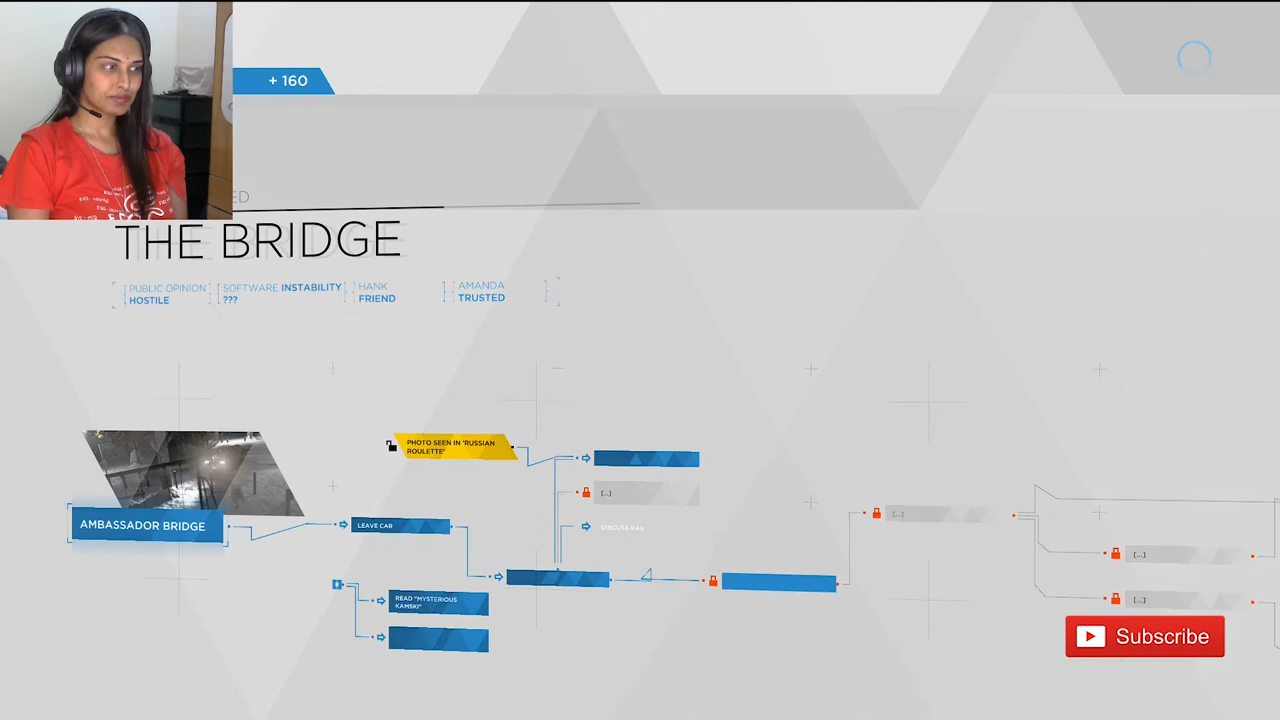 + 160
ED
THE BRIDGE
PUBLIC OPINION
HOSTILE
SOFTWARE INSTABILITY
???
HANK
FRIEND
AMANDA
TRUSTED
PHOTO SEEN IN "RUSSIAN
ROULETTE"
[...]
AMBASSADOR BRIDGE
LEAVE CAR
[...]
[...]
READ "MYSTERIOUS
KAMSKI"
[...]
Subscribe